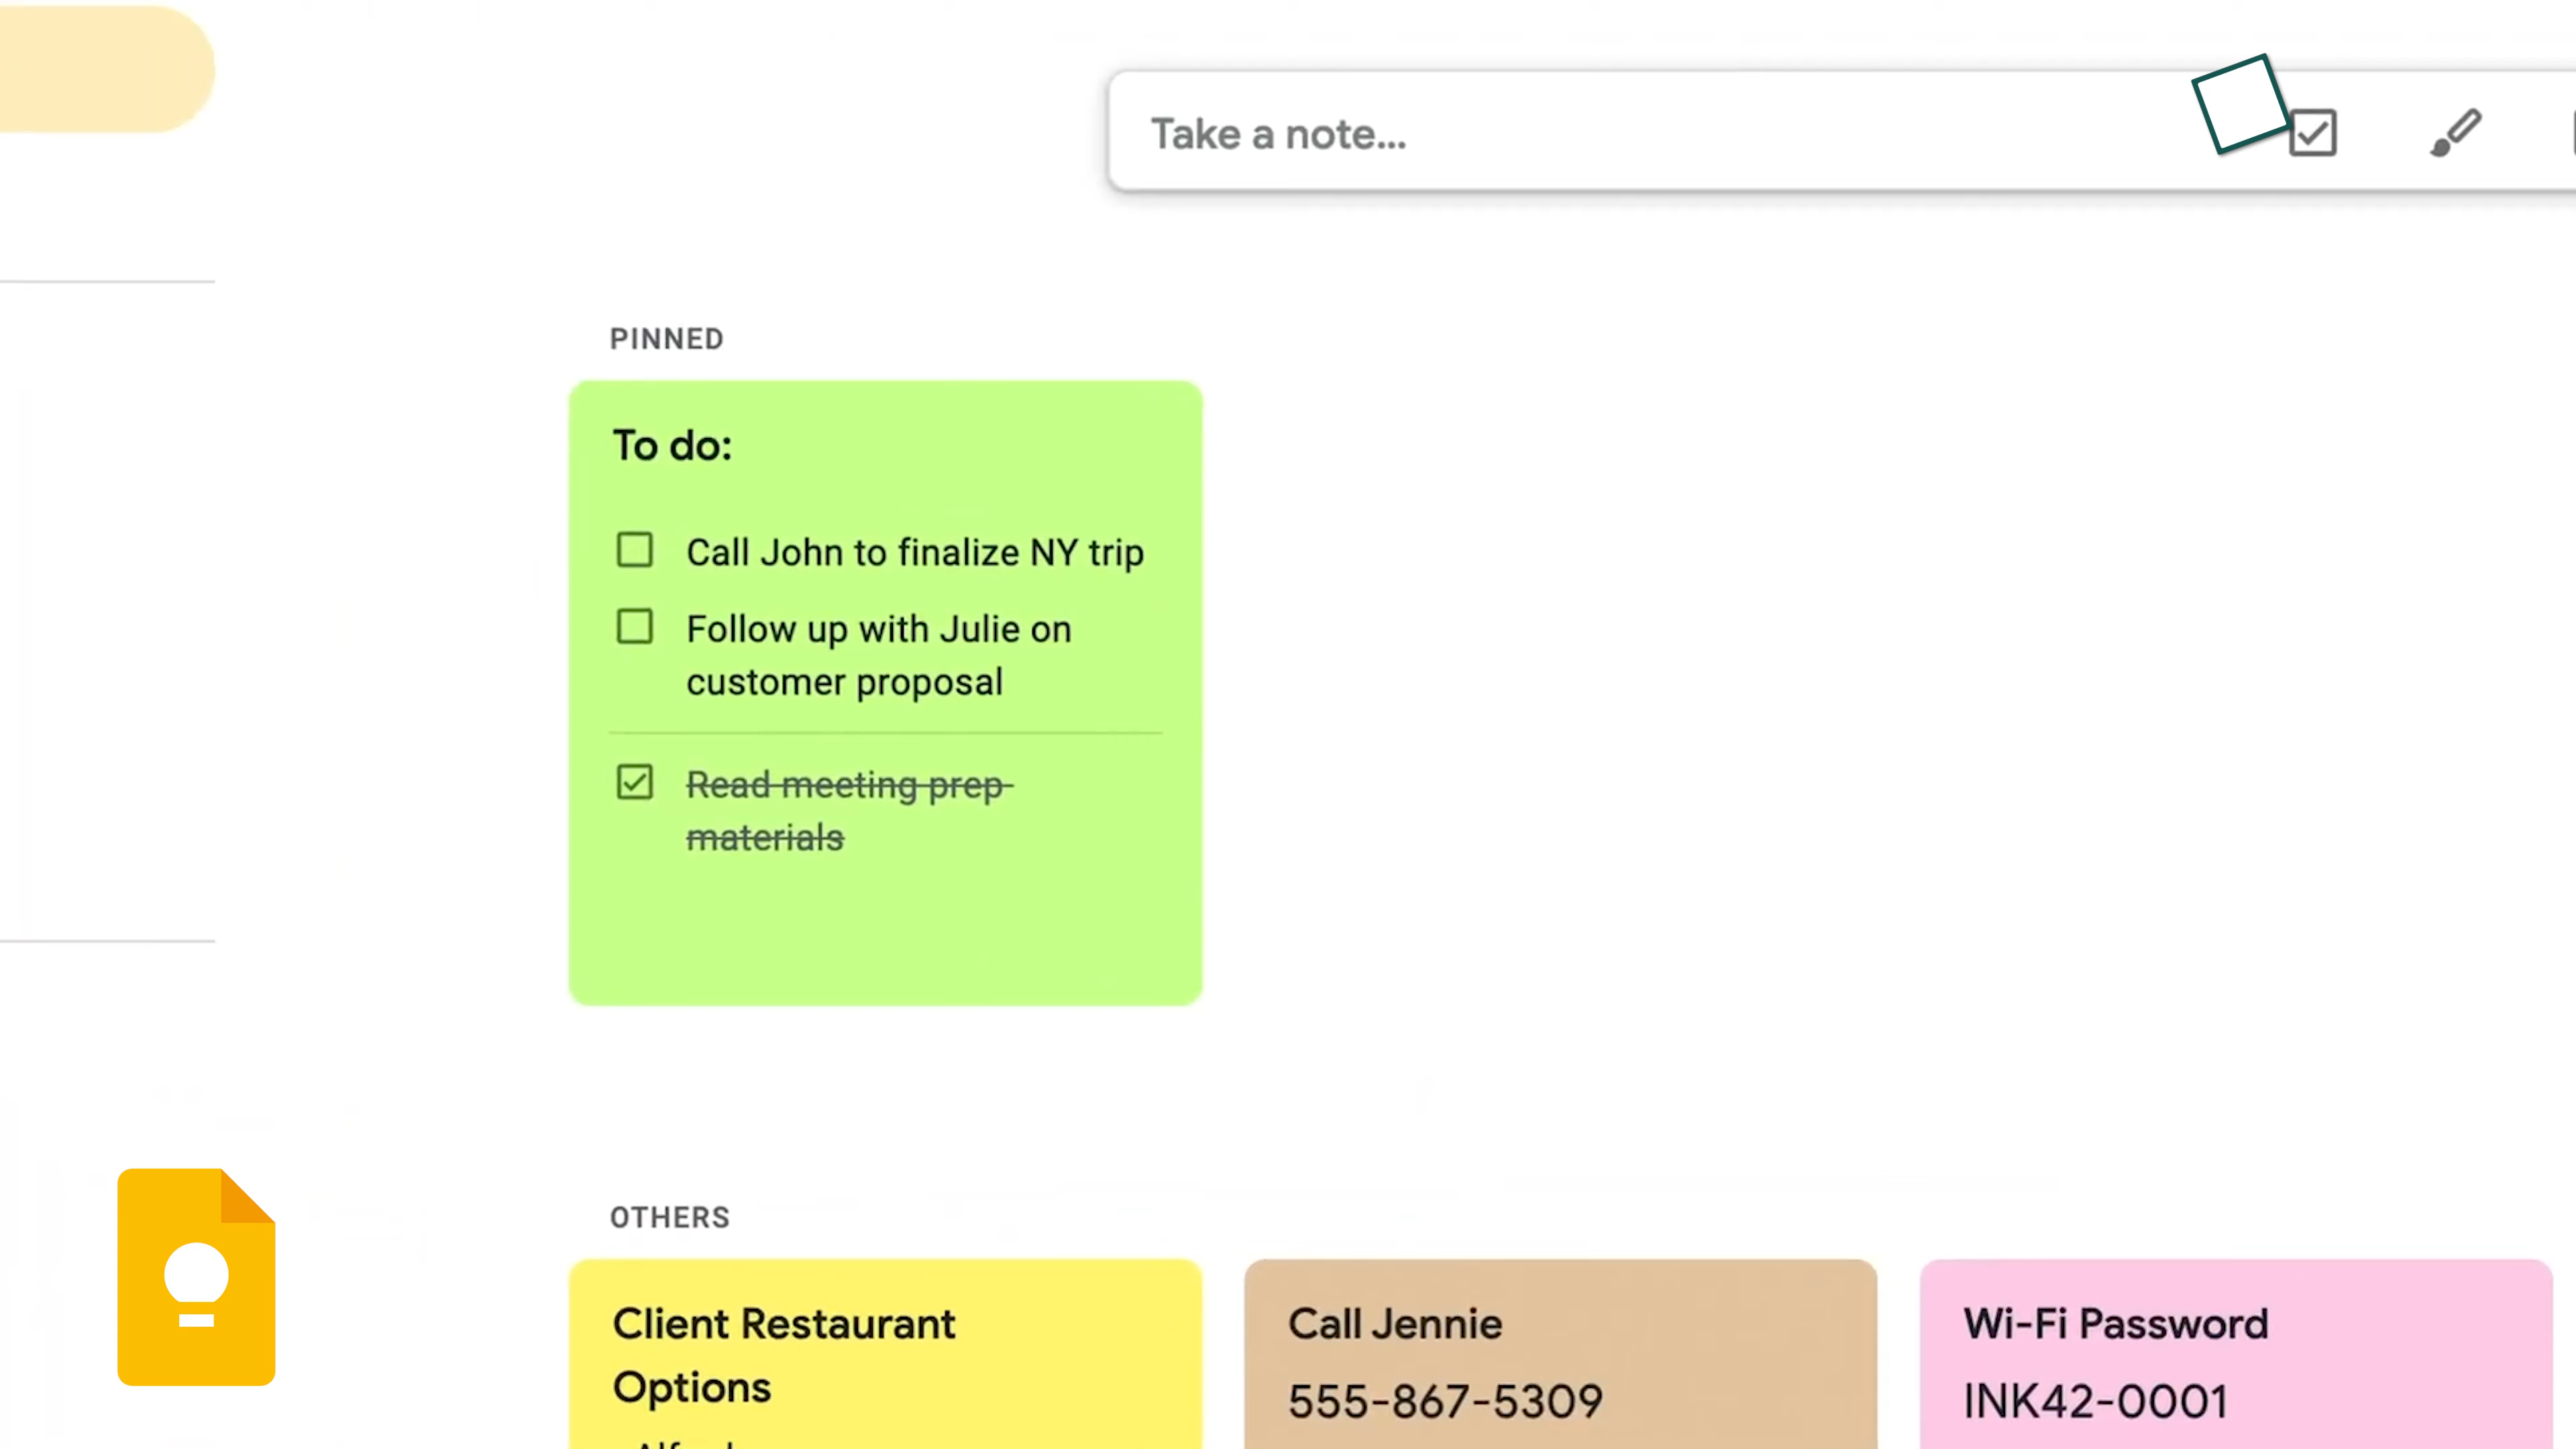 Take a note...
PINNED
To do:
Call John to finalize NY trip
Follow up with Julie on
customer proposal
Read meeting prep
materials
OTHERS
Client Restaurant
Options
Call Jennie
555-867-5309
Wi-Fi Password
INK42-0001